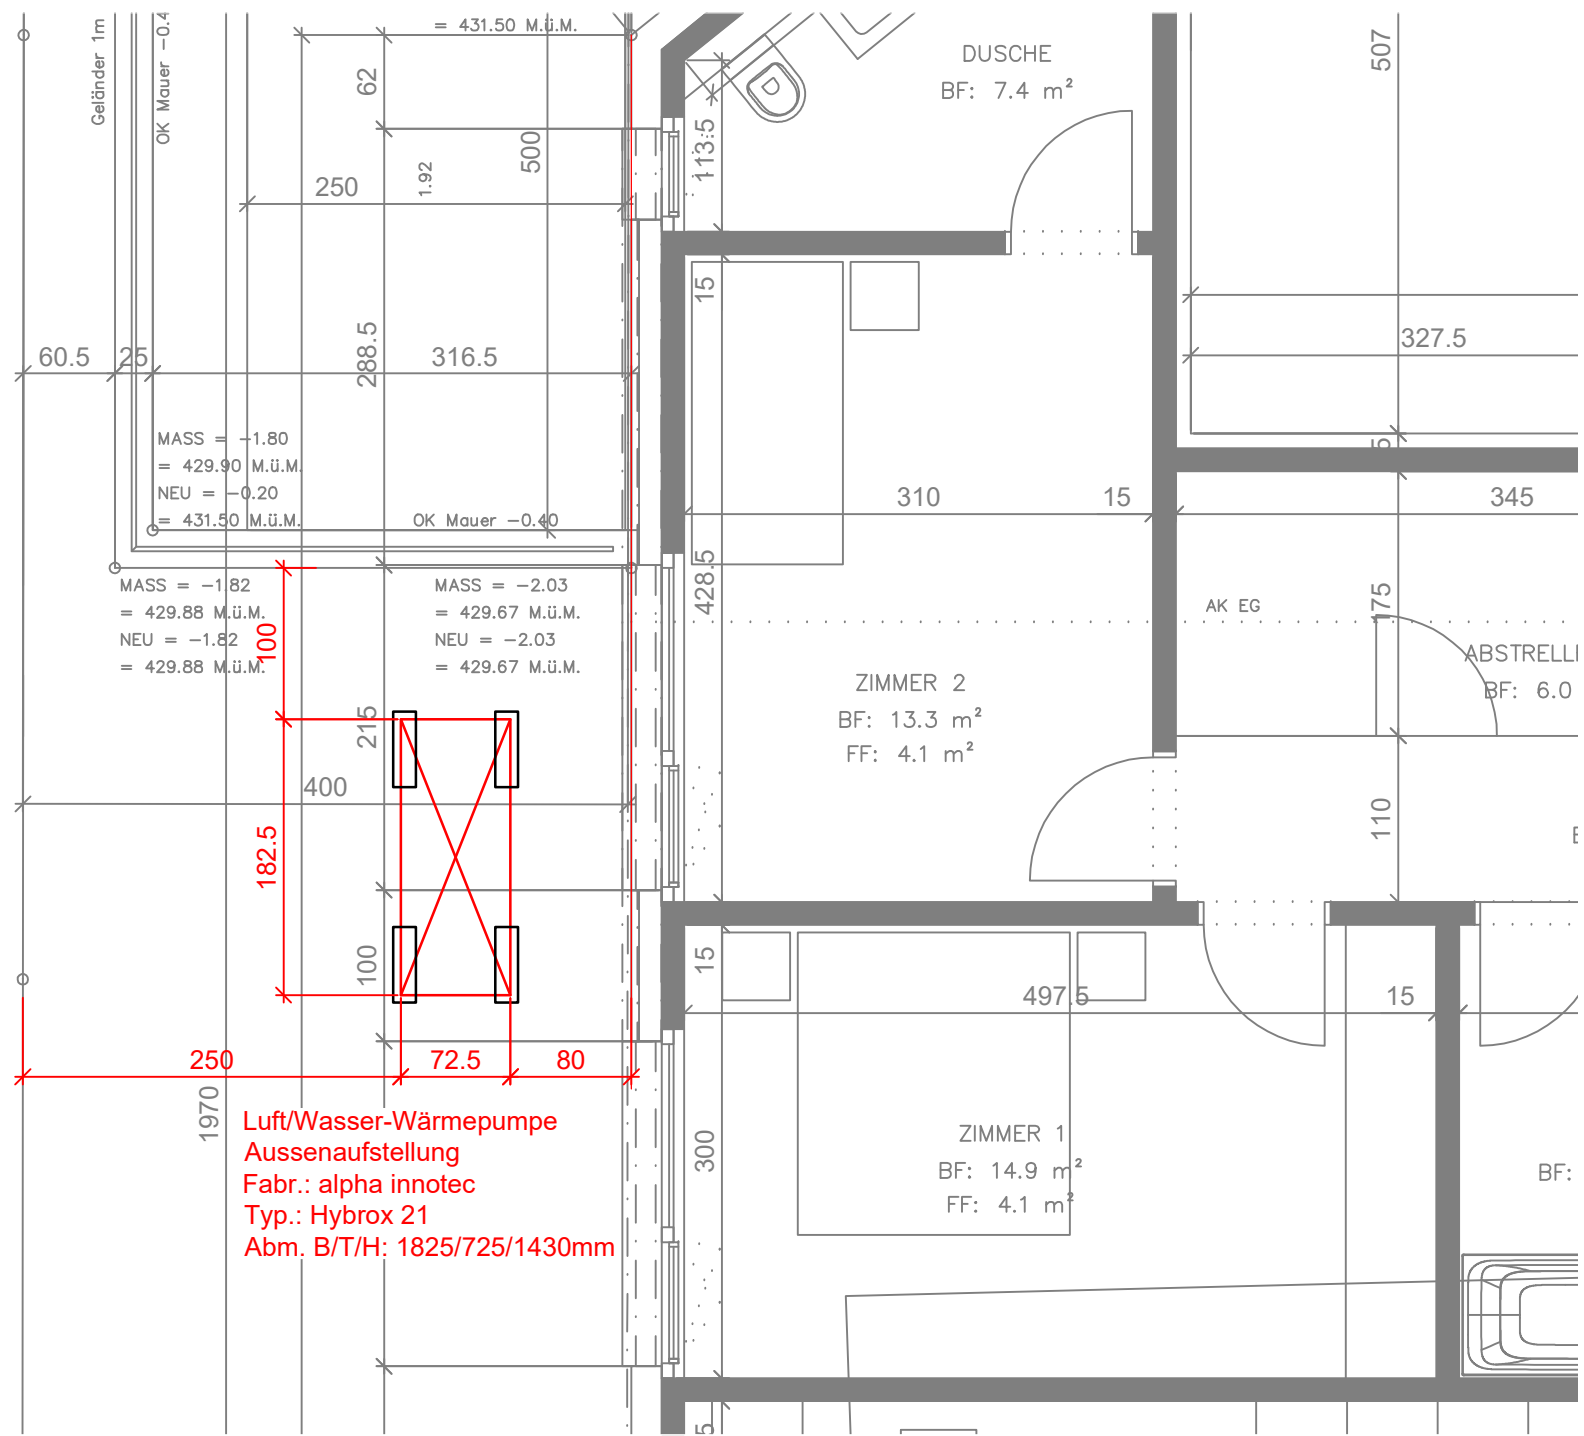 = 431.50 M.ü.M.
Geländer 1m
OK Mauer -0.4
62
500
1.92
250
113.5
DUSCHE
BF: 7.4 m²
507
15
288.5
60.5
25
316.5
327.5
MASS = -1.80
= 429.90 M.ü.M.
NEU = -0.20
= 431.50 M.ü.M.
OK Mauer -0.40
310
15
345
MASS = -1.82
= 429.88 M.ü.M.
NEU = -1.82
= 429.88 M.ü.M.
MASS = -2.03
= 429.67 M.ü.M.
NEU = -2.03
= 429.67 M.ü.M.
100
428.5
175
AK EG
ABSTRELLE
BF: 6.0
ZIMMER 2
BF: 13.3 m²
FF: 4.1 m²
215
400
182.5
110
100
15
497.5
15
250
72.5
80
1970
Luft/Wasser-Wärmepumpe
Aussenaufstellung
Fabr.: alpha innotec
Typ.: Hybrox 21
Abm. B/T/H: 1825/725/1430mm
300
ZIMMER 1
BF: 14.9 m²
FF: 4.1 m²
BF: